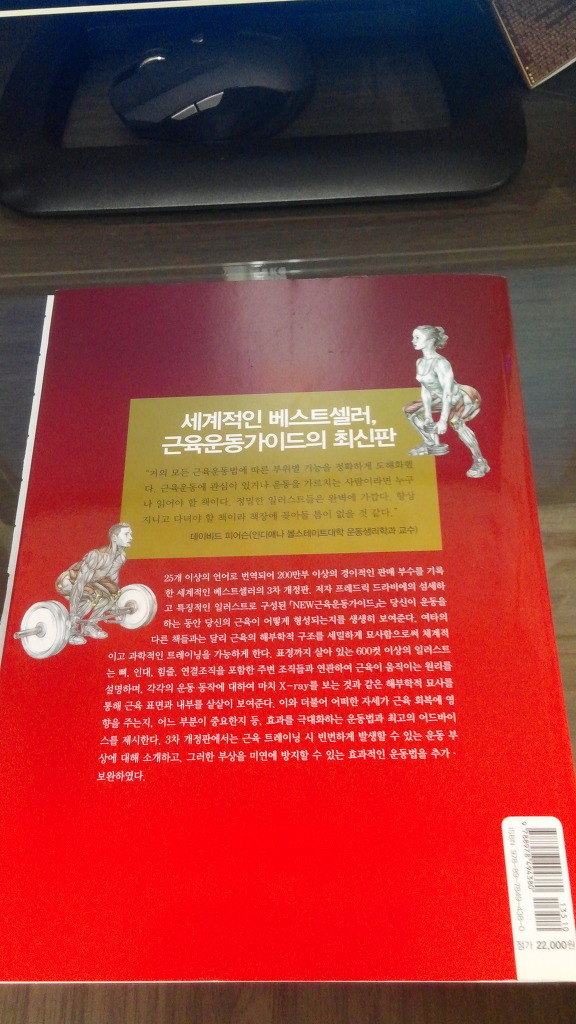 세계적인 베스트셀러,
근육운동가이드의 최신판
"거의 모든 근육운동법에 따른 부위별 기능을 정확하게 도해화했
다. 근육운동에 관심이 있거나 운동을 가르치는 사람이라면 누구
나 읽어야 할 책이다. 정밀한 일러스트들은 완벽에 가깝다. 항상
지니고 다녀야 할 책이라 책장에 꽂아둘 틈이 없을 것 같다."
데이비드 피어슨(인디애나 볼스테이트대학 운동생리학과 교수)
25개 이상의 언어로 번역되어 200만부 이상의 경이적인 판매 부수를 기록
한 세계적인 베스트셀러의 3차 개정판. 저자 프레드릭 드라비에의 섬세하
고 특징적인 일러스트로 구성된 「NEW근육운동가이드」는 당신이 운동을
하는 동안 당신의 근육이 어떻게 형성되는지를 생생히 보여준다. 여타의
다른 책들과는 달리 근육의 해부학적 구조를 세밀하게 묘사함으로써 체계적
이고 과학적인 트레이닝을 가능하게 한다. 표정까지 살아 있는 600컷 이상의 일러스트
는 뼈, 인대, 힘줄, 연결조직을 포함한 주변 조직들과 연관하여 근육이 움직이는 원리를
설명하며, 각각의 운동 동작에 대하여 마치 X-ray를 보는 것과 같은 해부학적 묘사를
통해 근육 표면과 내부를 샅샅이 보여준다. 이와 더불어 어떠한 자세가 근육 회복에 영
향을 주는지, 어느 부분이 중요한지 등, 효과를 극대화하는 운동법과 최고의 어드바이
스를 제시한다. 3차 개정판에서는 근육 트레이닝 시 빈번하게 발생할 수 있는 운동 부
상에 대해 소개하고, 그러한 부상을 미연에 방지할 수 있는 효과적인 운동법을 추가·
보완하였다.
ISBN 978-89-7849-438-0
9788978494380
13510
정가 22,000원